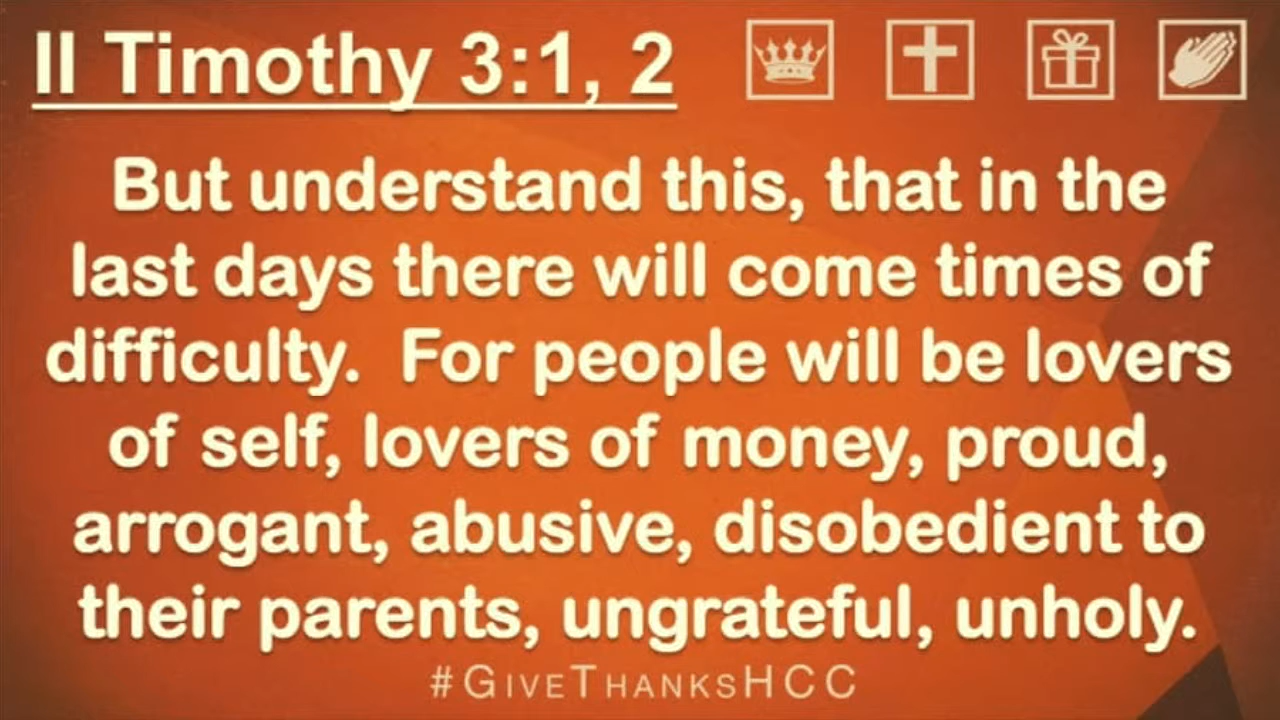 II Timothy 3:1, 2
But understand this, that in the
last days there will come times of
difficulty.  For people will be lovers
of self, lovers of money, proud,
arrogant, abusive, disobedient to
their parents, ungrateful, unholy.
#GiveThanksHCC